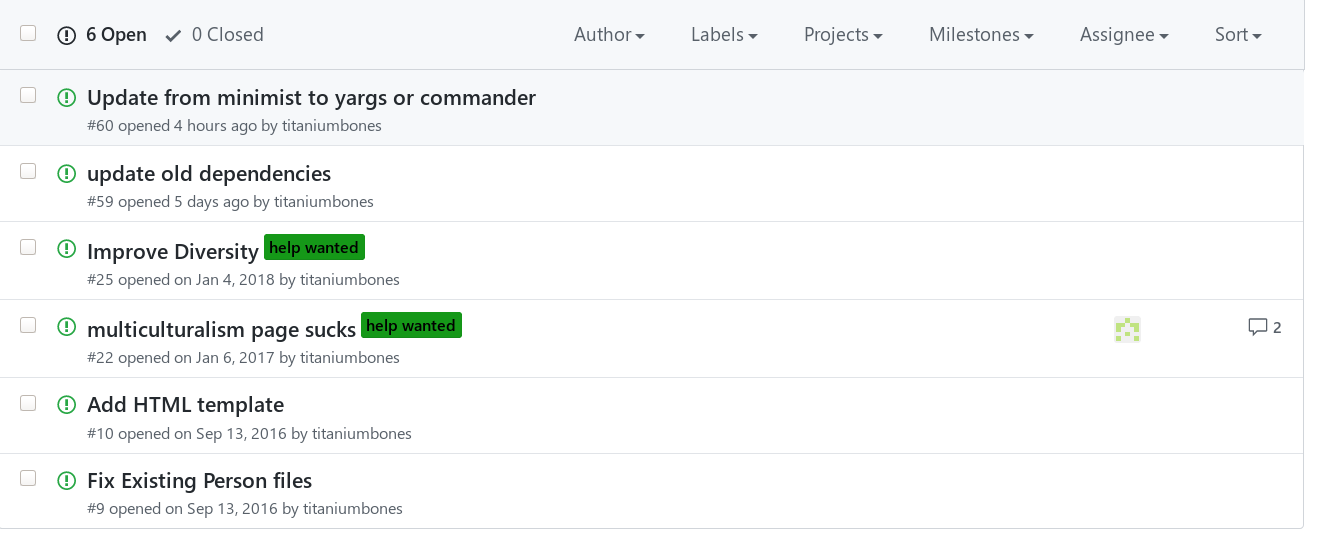 6 Open 0 Closed Author Labels Projects Milestones Assignee Sort
Update from minimist to yargs or commander
#60 opened 4 hours ago by titaniumbones
update old dependencies
#59 opened 5 days ago by titaniumbones
Improve Diversity help wanted
#25 opened on Jan 4, 2018 by titaniumbones
multiculturalism page sucks help wanted 2
#22 opened on Jan 6, 2017 by titaniumbones
Add HTML template
#10 opened on Sep 13, 2016 by titaniumbones
Fix Existing Person files
#9 opened on Sep 13, 2016 by titaniumbones